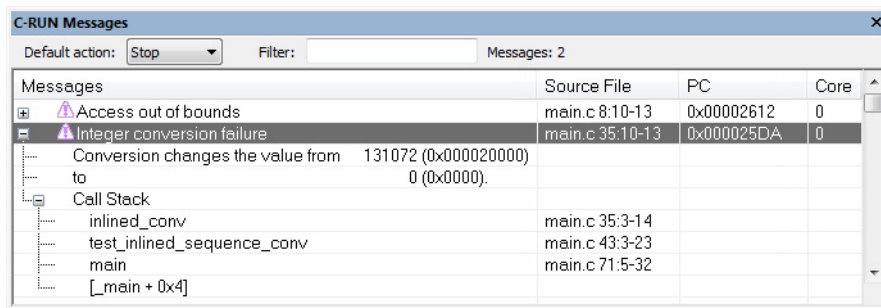 C-RUN Messages
Default action: Stop Filter: Messages: 2
Messages Source File PC Core
Access out of bounds main.c 8:10-13 0x00002612 0
Integer conversion failure main.c 35:10-13 0x000025DA 0
Conversion changes the value from 131072 (0x000020000)
to 0 (0x0000).
Call Stack
inlined_conv main.c 35:3-14
test_inlined_sequence_conv main.c 43:3-23
main main.c 71:5-32
[_main + 0x4]